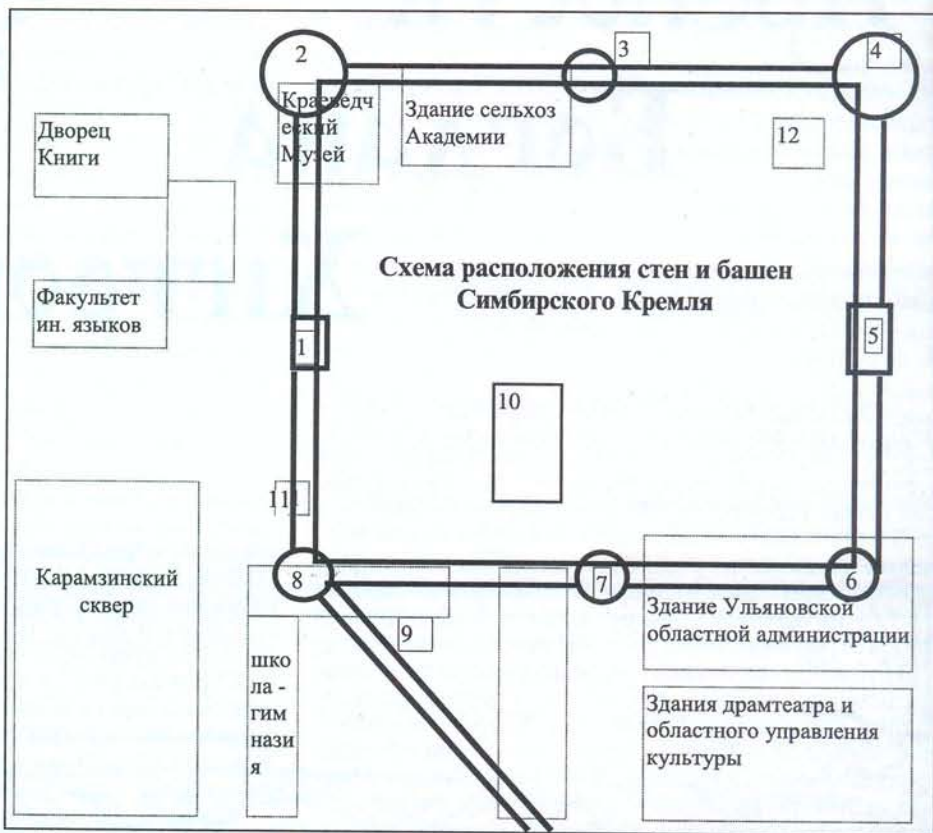 2
3
4
Краеведч
еский
Музей
Здание сельхоз
Академии
12
Дворец
Книги
Схема расположения стен и башен
Симбирского Кремля
Факультет
ин. языков
1
5
10
11
Карамзинский
сквер
8
7
6
9
Здание Ульяновской
областной администрации
шко
ла -
гим
нази
я
Здания драмтеатра и
областного управления
культуры